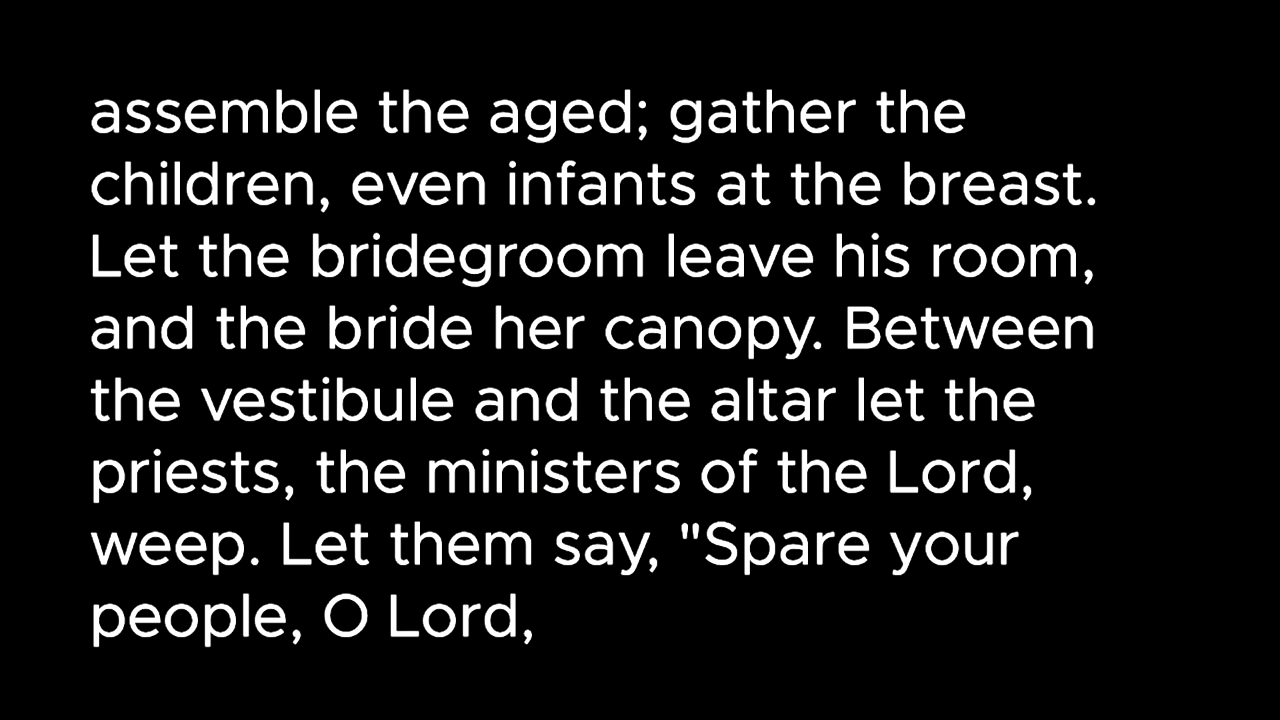 assemble the aged; gather the
children, even infants at the breast.
Let the bridegroom leave his room,
and the bride her canopy. Between
the vestibule and the altar let the
priests, the ministers of the Lord,
weep. Let them say, "Spare your
people, O Lord,